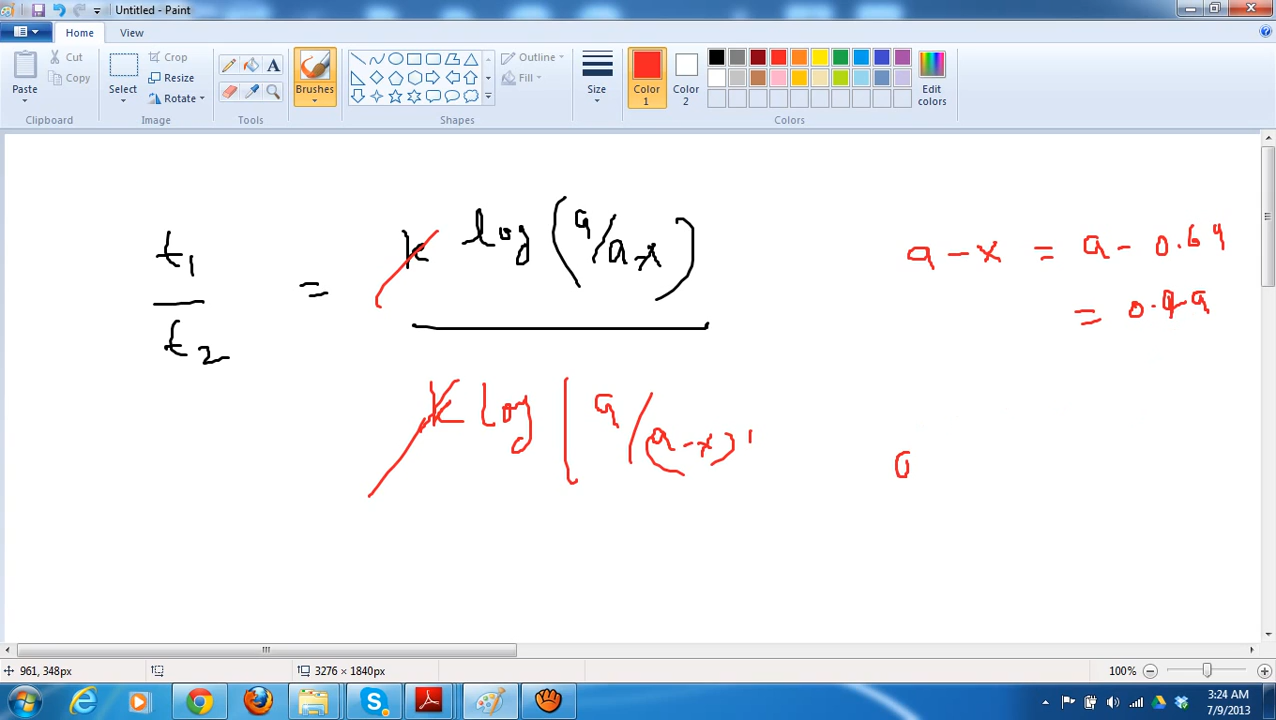 Untitled - Paint
Home
View
Paste
Cut
Copy
Clipboard
Select
Crop
Resize
Rotate
Image
A
Tools
Brushes
Outline
Fill
Shapes
Size
Color 1
Color 2
Edit colors
Colors
t1 / t2 = k log (a/a-x)
k log (a/(a-x)'
a - x = a - 0.6a
= 0.4a
a
961, 348px
3276 × 1840px
100%
3:24 AM
7/9/2013